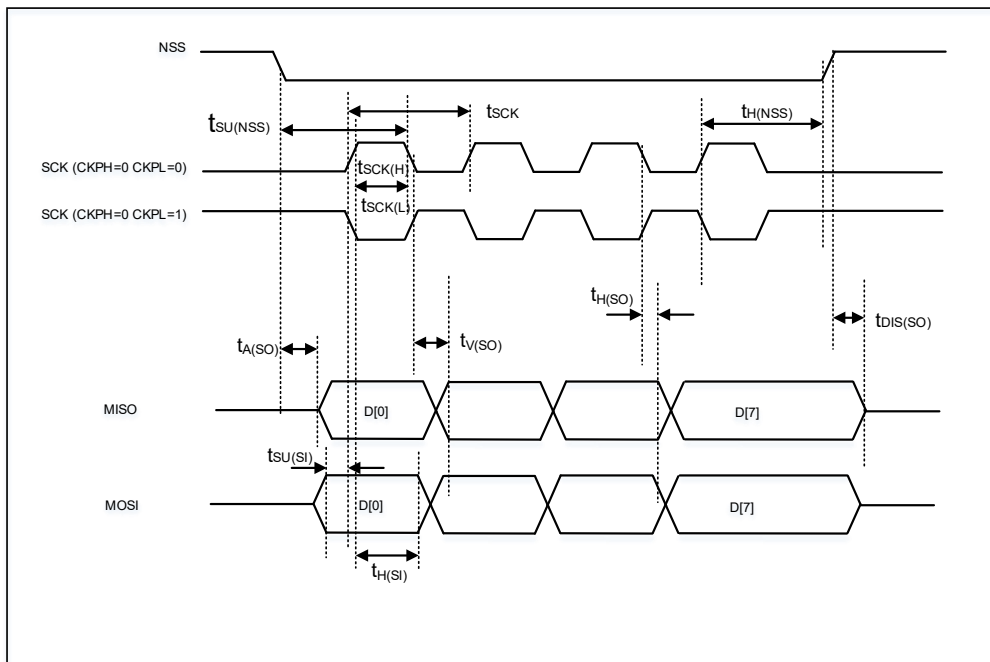 NSS
tSCK
tH(NSS)
tSU(NSS)
SCK (CKPH=0 CKPL=0)
tSCK(H)
tSCK(L)
SCK (CKPH=0 CKPL=1)
tH(SO)
tDIS(SO)
tA(SO)
tV(SO)
MISO
D[0]
D[7]
tSU(SI)
MOSI
D[0]
D[7]
tH(SI)